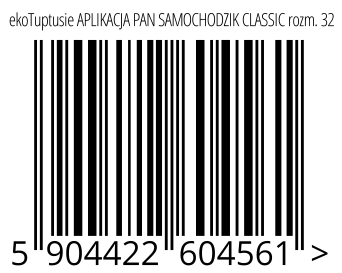 ekoTuptusie APLIKACJA PAN SAMOCHODZIK CLASSIC rozm. 32
5 904422 604561 >